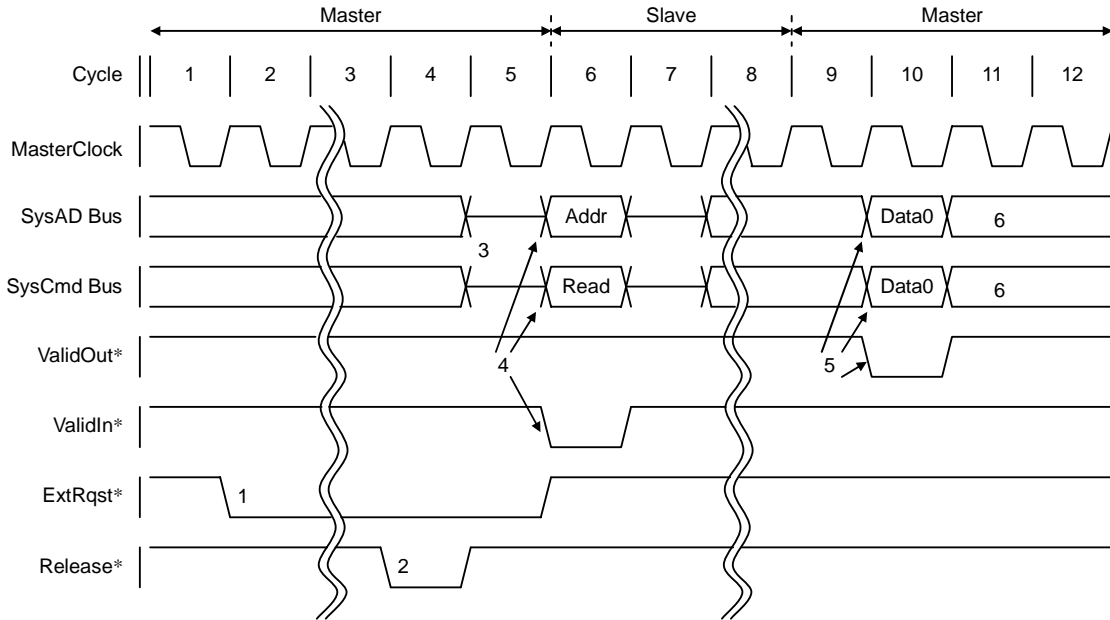 Master Slave Master
Cycle 1 2 3 4 5 6 7 8 9 10 11 12
MasterClock
SysAD Bus Addr Data0 6
3
SysCmd Bus Read Data0 6
ValidOut*
4 5
ValidIn*
ExtRqst* 1
Release* 2